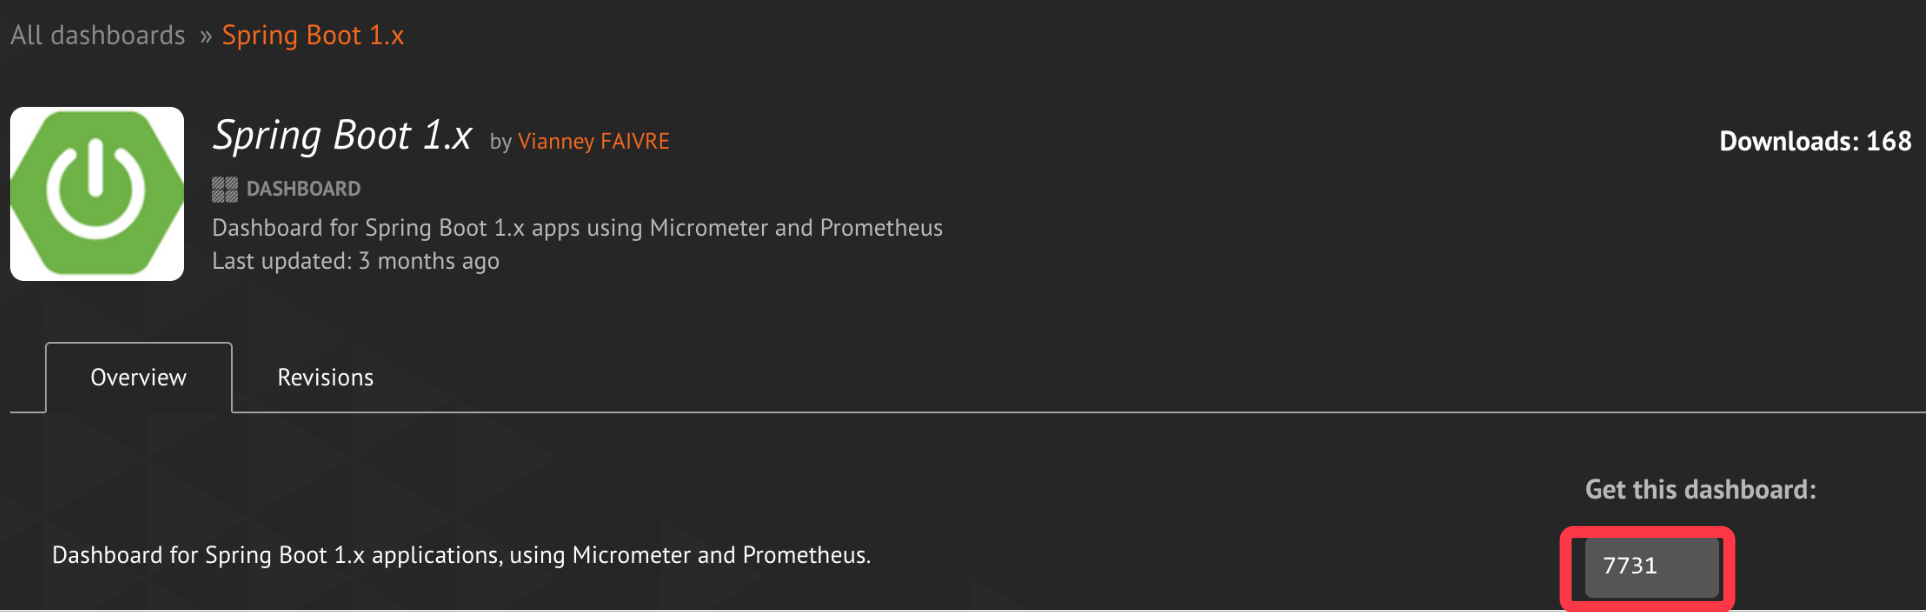 All dashboards » Spring Boot 1.x
Spring Boot 1.x by Vianney FAIVRE
Downloads: 168
DASHBOARD
Dashboard for Spring Boot 1.x apps using Micrometer and Prometheus
Last updated: 3 months ago
Overview Revisions
Get this dashboard:
Dashboard for Spring Boot 1.x applications, using Micrometer and Prometheus.
7731